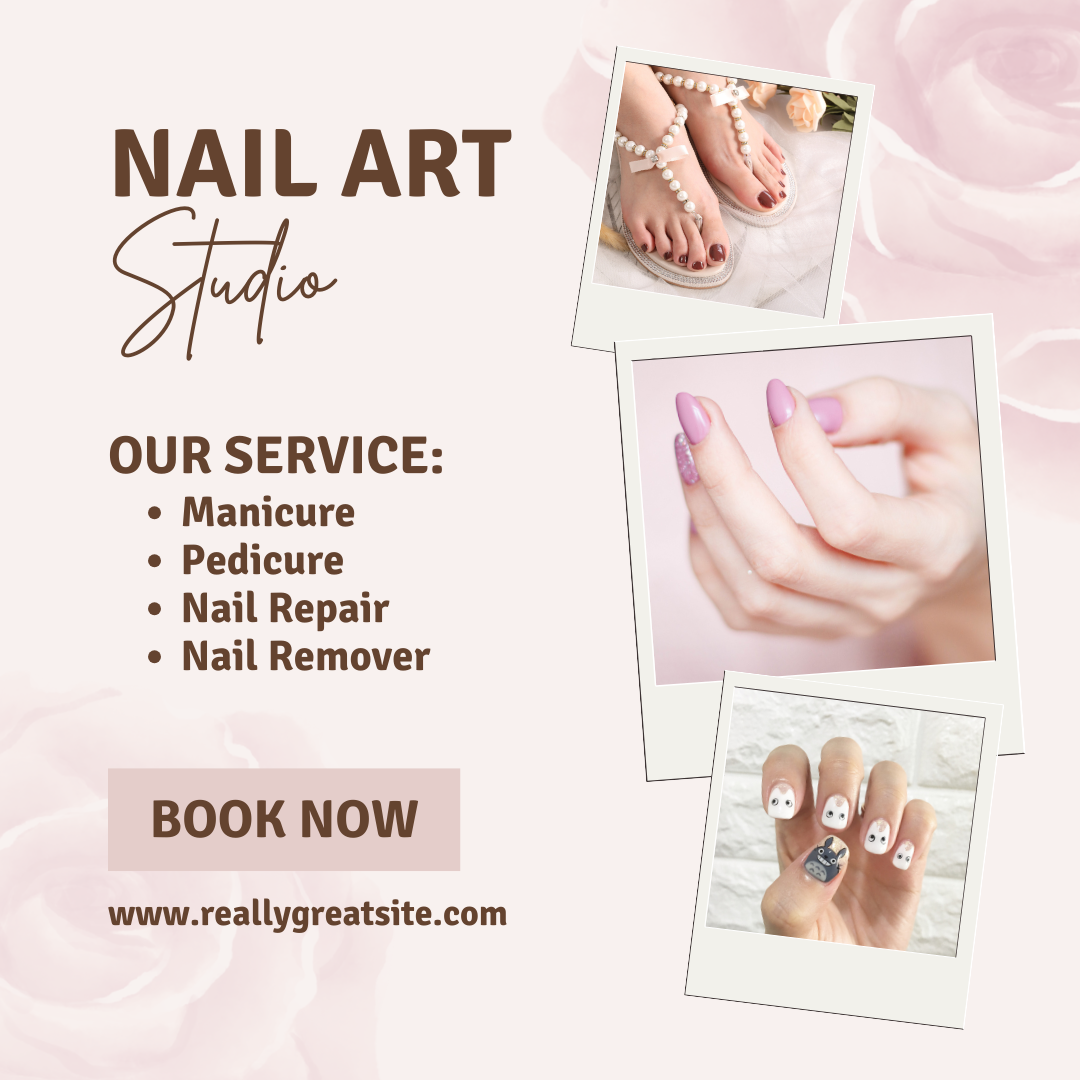 NAIL ART
Studio
OUR SERVICE:
• Manicure
• Pedicure
• Nail Repair
• Nail Remover
BOOK NOW
www.reallygreatsite.com